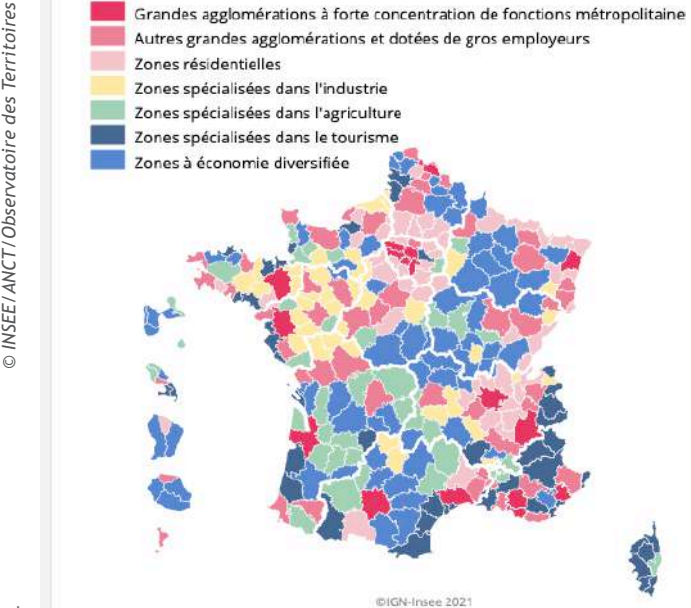 © INSEE / ANCT / Observatoire des Territoires
Grandes agglomérations à forte concentration de fonctions métropolitaine
Autres grandes agglomérations et dotées de gros employeurs
Zones résidentielles
Zones spécialisées dans l'industrie
Zones spécialisées dans l'agriculture
Zones spécialisées dans le tourisme
Zones à économie diversifiée
©IGN-Insee 2021